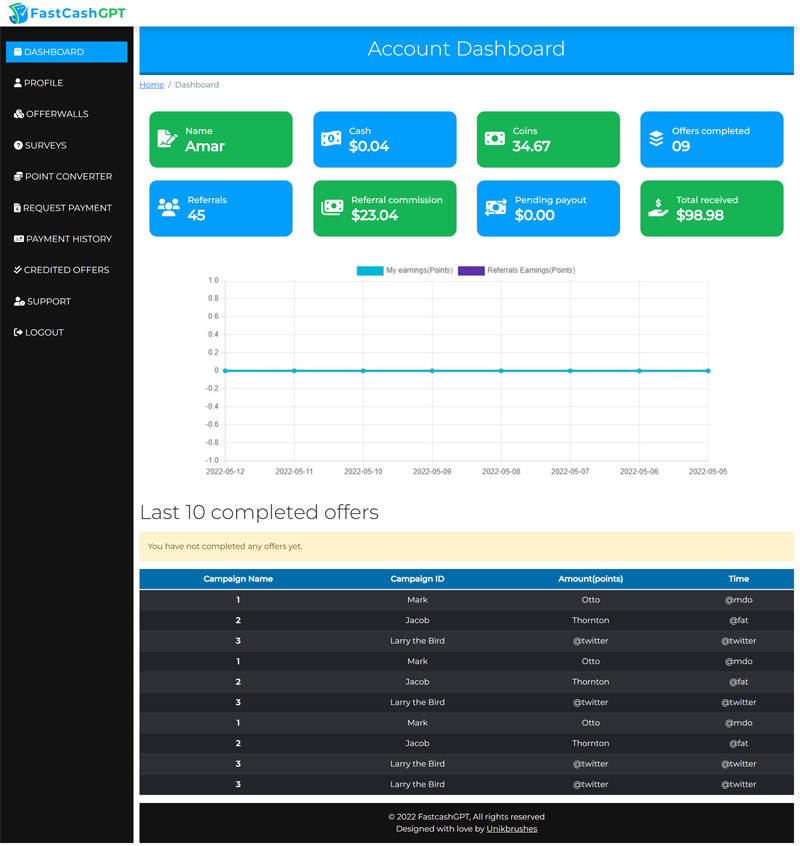 FastCashGPT
Account Dashboard
DASHBOARD
PROFILE
OFFERWALLS
SURVEYS
POINT CONVERTER
REQUEST PAYMENT
PAYMENT HISTORY
CREDITED OFFERS
SUPPORT
LOGOUT
Home / Dashboard
Name
Amar
Cash
$0.04
Coins
34.67
Offers completed
09
Referrals
45
Referral commission
$23.04
Pending payout
$0.00
Total received
$98.98
My earnings(Points) Referrals Earnings(Points)
1.0
0.8
0.6
0.4
0.2
0
-0.2
-0.4
-0.6
-0.8
-1.0
2022-05-12 2022-05-11 2022-05-10 2022-05-09 2022-05-08 2022-05-07 2022-05-06 2022-05-05
Last 10 completed offers
You have not completed any offers yet.
Campaign Name Campaign ID Amount(points) Time
1 Mark Otto @mdo
2 Jacob Thornton @fat
3 Larry the Bird @twitter @twitter
1 Mark Otto @mdo
2 Jacob Thornton @fat
3 Larry the Bird @twitter @twitter
1 Mark Otto @mdo
2 Jacob Thornton @fat
3 Larry the Bird @twitter @twitter
3 Larry the Bird @twitter @twitter
© 2022 FastcashGPT, All rights reserved
Designed with love by Unikbrushes